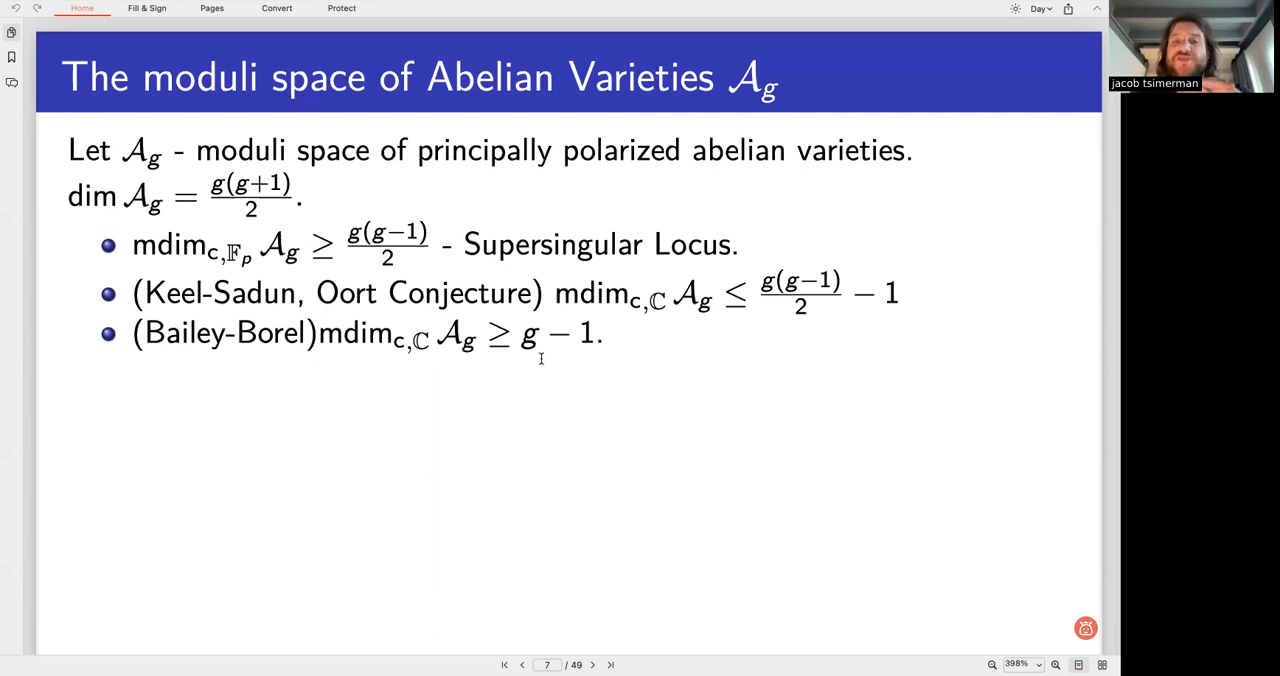 Home Fill & Sign Pages Convert Protect Day
jacob tsimerman
The moduli space of Abelian Varieties 𝒜_g
Let 𝒜_g - moduli space of principally polarized abelian varieties.
dim 𝒜_g = g(g+1)/2.
mdim_{c,𝔽_p} 𝒜_g ≥ g(g−1)/2 - Supersingular Locus.
(Keel-Sadun, Oort Conjecture) mdim_{c,ℂ} 𝒜_g ≤ g(g−1)/2 − 1
(Bailey-Borel)mdim_{c,ℂ} 𝒜_g ≥ g − 1.
7 / 49 398%